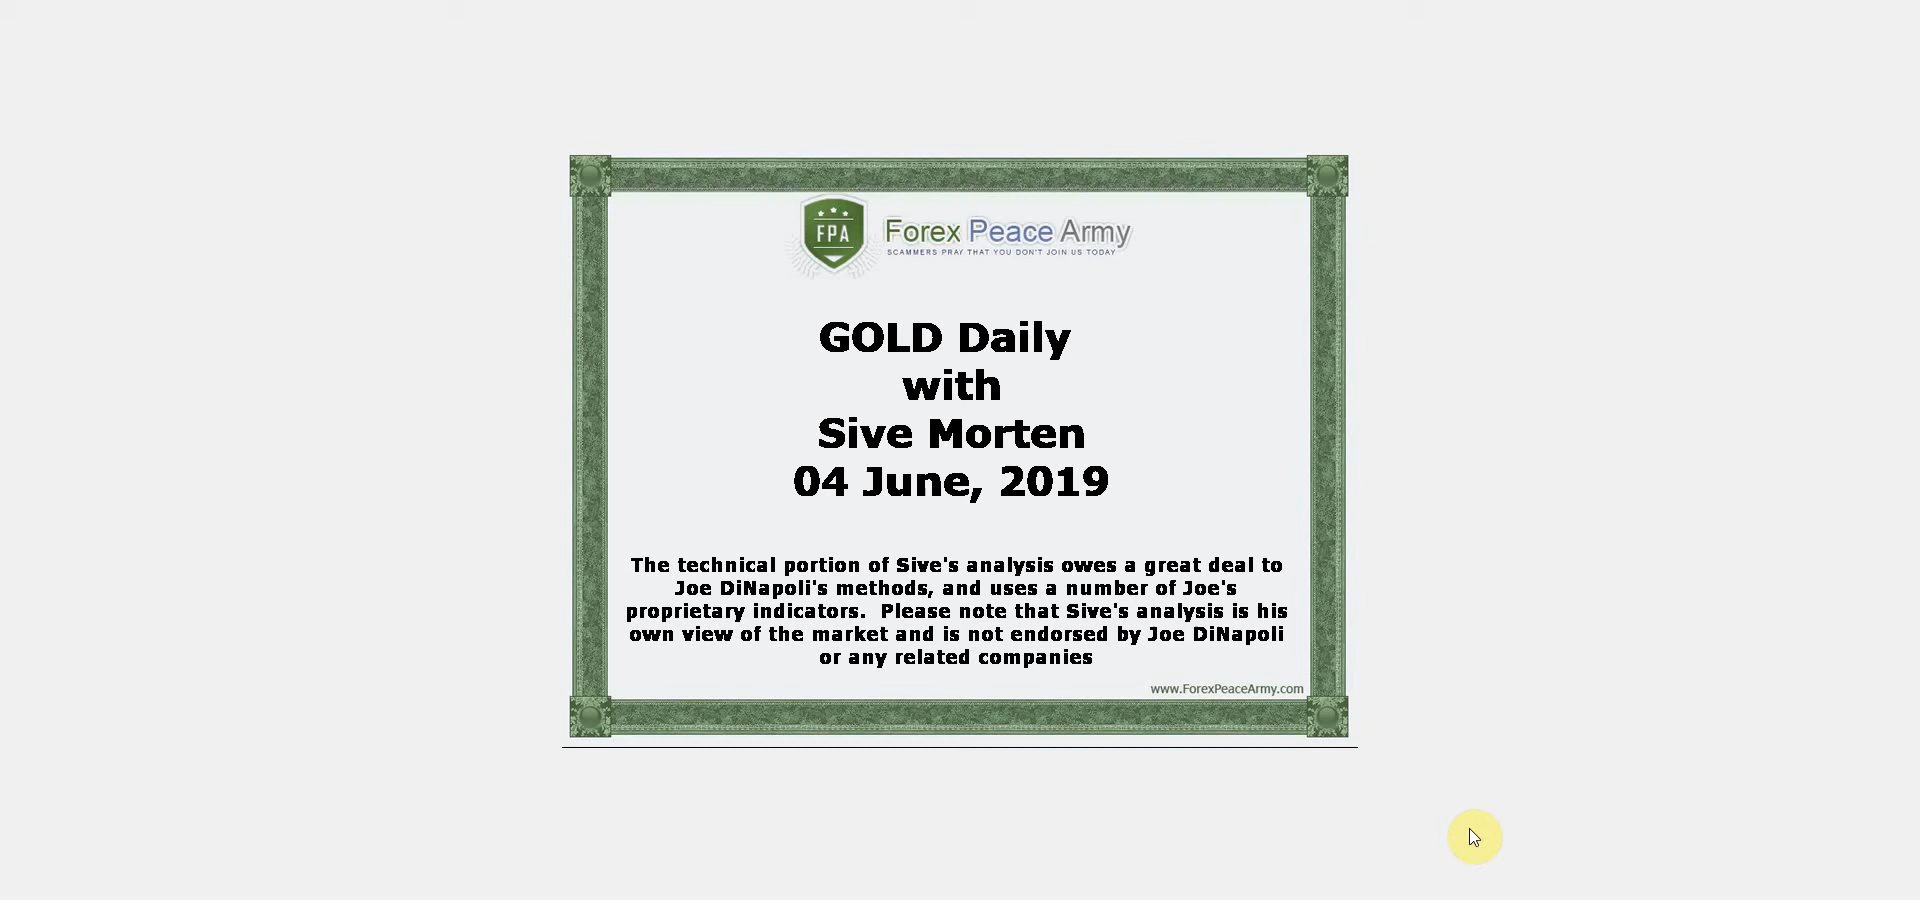 FPA
Forex Peace Army
SCAMMERS PRAY THAT YOU DON'T JOIN US TODAY
GOLD Daily
with
Sive Morten
04 June, 2019
The technical portion of Sive's analysis owes a great deal to
Joe DiNapoli's methods, and uses a number of Joe's
proprietary indicators.  Please note that Sive's analysis is his
own view of the market and is not endorsed by Joe DiNapoli
or any related companies
www.ForexPeaceArmy.com